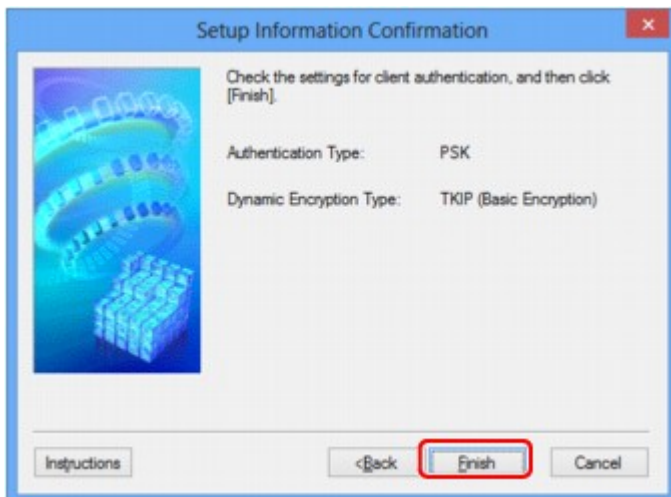 Setup Information Confirmation
Check the settings for client authentication, and then click
[Finish].
Authentication Type: PSK
Dynamic Encryption Type: TKIP (Basic Encryption)
Instructions <Back Finish Cancel